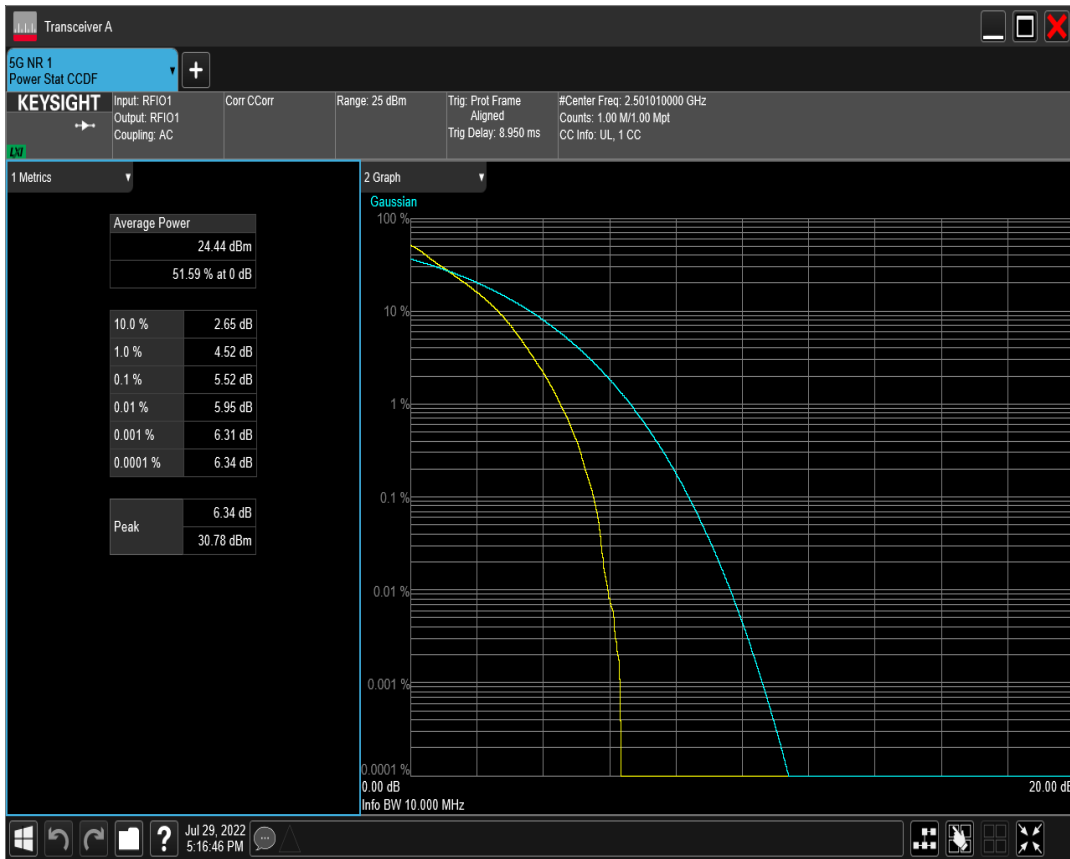 Transceiver A
5G NR 1
Power Stat CCDF
KEYSIGHT
LXI
Input: RFIO1
Output: RFIO1
Coupling: AC
Corr CCorr
Range: 25 dBm
Trig: Prot Frame
Aligned
Trig Delay: 8.950 ms
#Center Freq: 2.501010000 GHz
Counts: 1.00 M/1.00 Mpt
CC Info: UL, 1 CC
1 Metrics
Average Power
24.44 dBm
51.59 % at 0 dB
10.0 % 2.65 dB
1.0 % 4.52 dB
0.1 % 5.52 dB
0.01 % 5.95 dB
0.001 % 6.31 dB
0.0001 % 6.34 dB
Peak
6.34 dB
30.78 dBm
2 Graph
Gaussian
100 %
10 %
1 %
0.1 %
0.01 %
0.001 %
0.0001 %
0.00 dB
20.00 dB
Info BW 10.000 MHz
?
Jul 29, 2022
5:16:46 PM